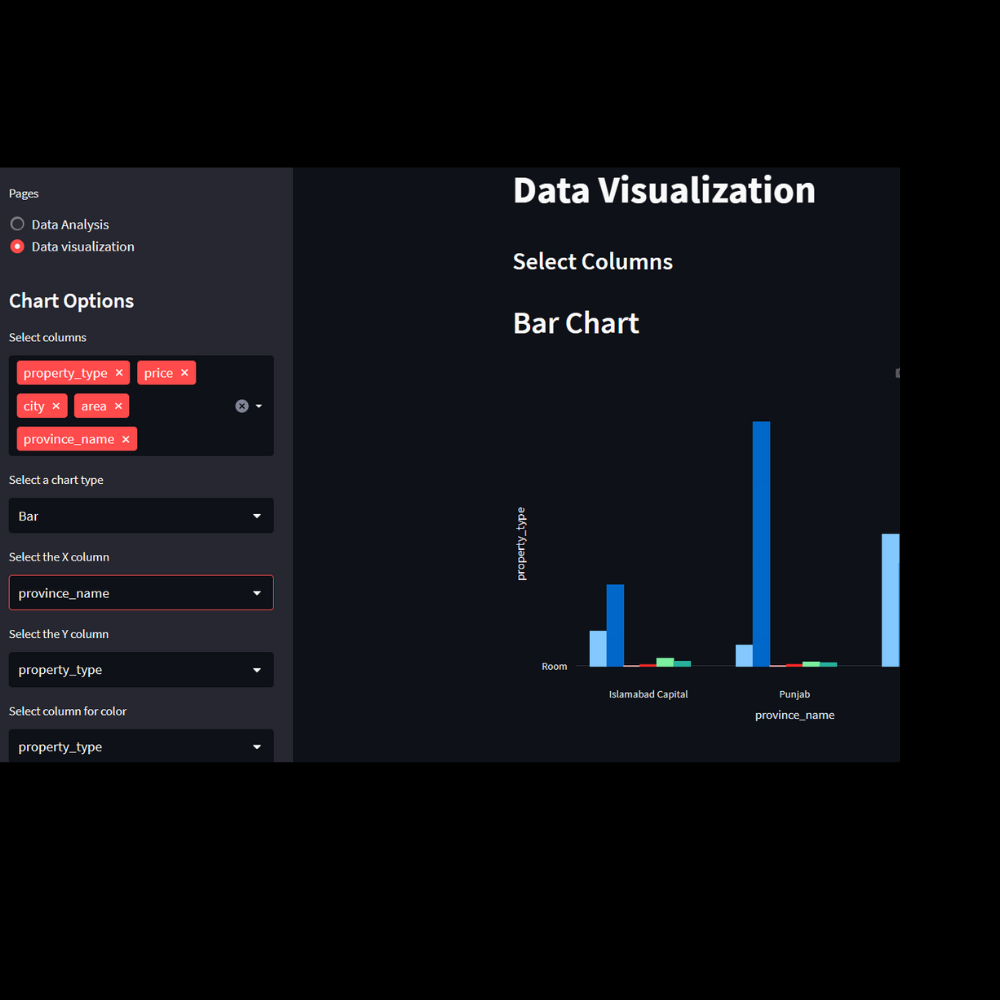 Pages
Data Analysis
Data visualization
Chart Options
Select columns
property_type × price ×
city × area ×
province_name ×
Select a chart type
Bar
Select the X column
province_name
Select the Y column
property_type
Select column for color
property_type
Data Visualization
Select Columns
Bar Chart
property_type
Room
Islamabad Capital Punjab
province_name